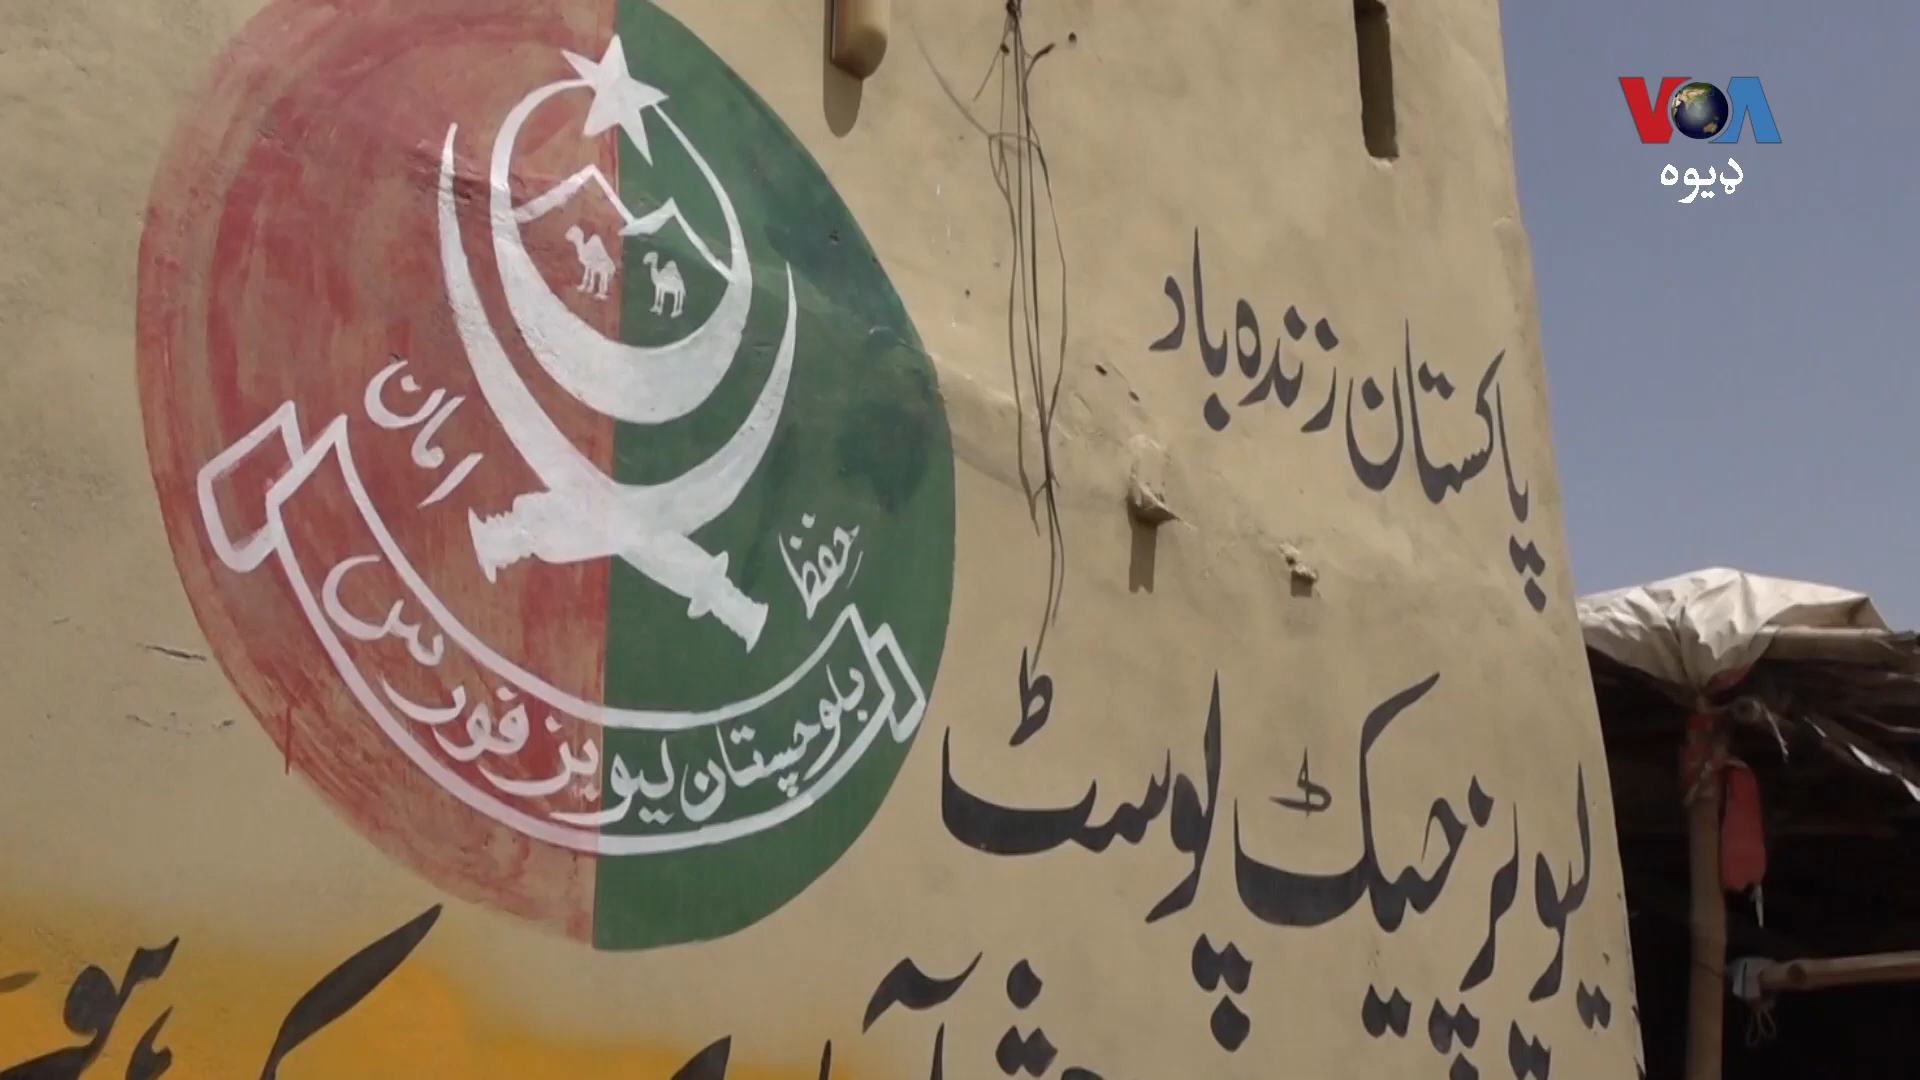 VOA
ډیوه
پاکستان زندہ باد
حفظ
امان
بلوچستان لیویز فورس
لیویز چیک پوسٹ